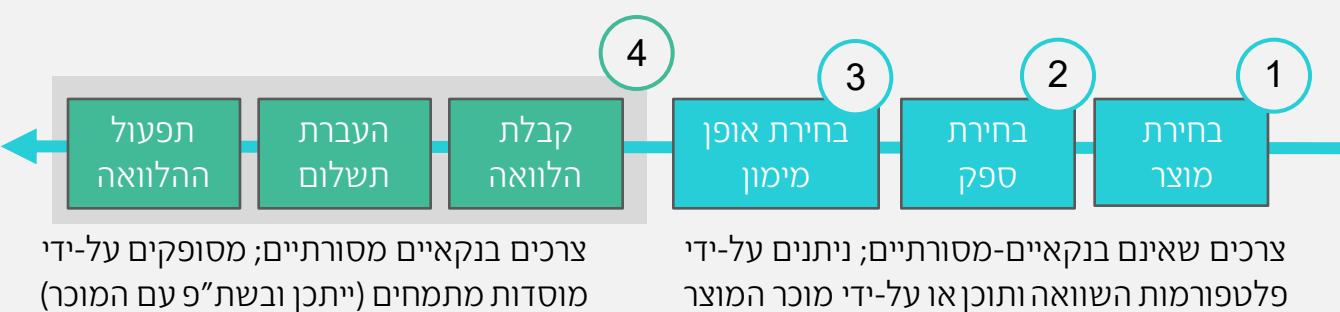 1
בחירת
מוצר
2
בחירת
ספק
3
בחירת אופן
מימון
4
קבלת
הלוואה
העברת
תשלום
תפעול
ההלוואה
צרכים שאינם בנקאיים-מסורתיים; ניתנים על-ידי
פלטפורמות השוואה ותוכן או על-ידי מוכר המוצר
צרכים בנקאיים מסורתיים; מסופקים על-ידי
מוסדות מתמחים (ייתכן ובשת״פ עם המוכר)